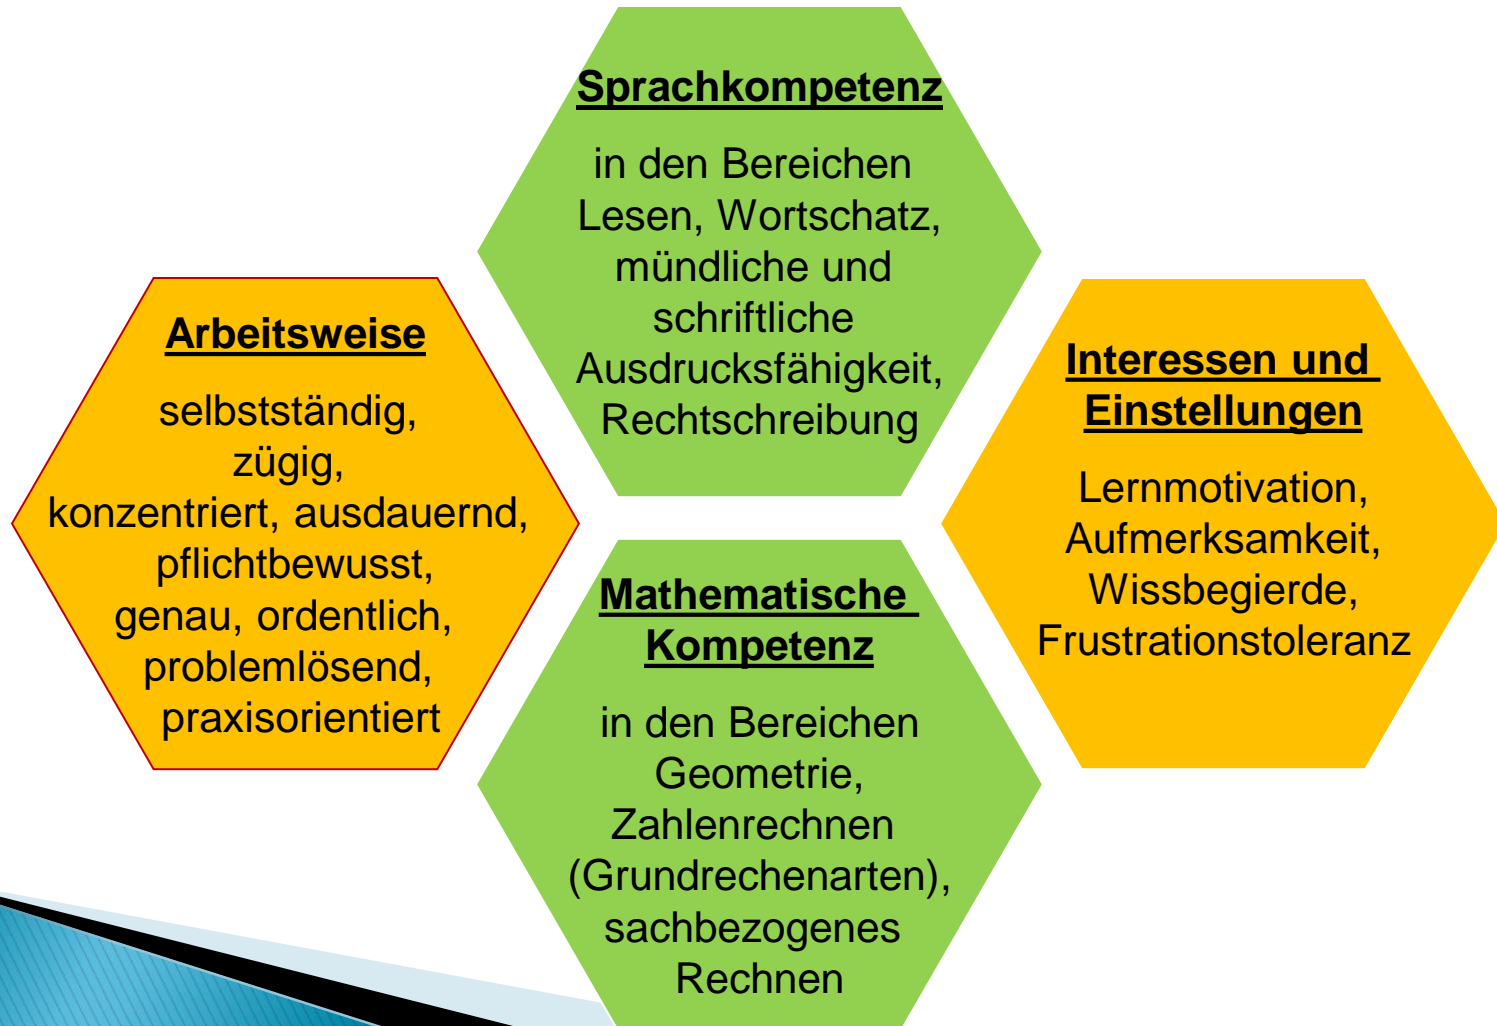 Sprachkompetenz
in den Bereichen
Lesen, Wortschatz,
mündliche und
schriftliche
Ausdrucksfähigkeit,
Rechtschreibung
Arbeitsweise
selbstständig,
zügig,
konzentriert, ausdauernd,
pflichtbewusst,
genau, ordentlich,
problemlösend,
praxisorientiert
Interessen und
Einstellungen
Lernmotivation,
Aufmerksamkeit,
Wissbegierde,
Frustrationstoleranz
Mathematische
Kompetenz
in den Bereichen
Geometrie,
Zahlenrechnen
(Grundrechenarten),
sachbezogenes
Rechnen